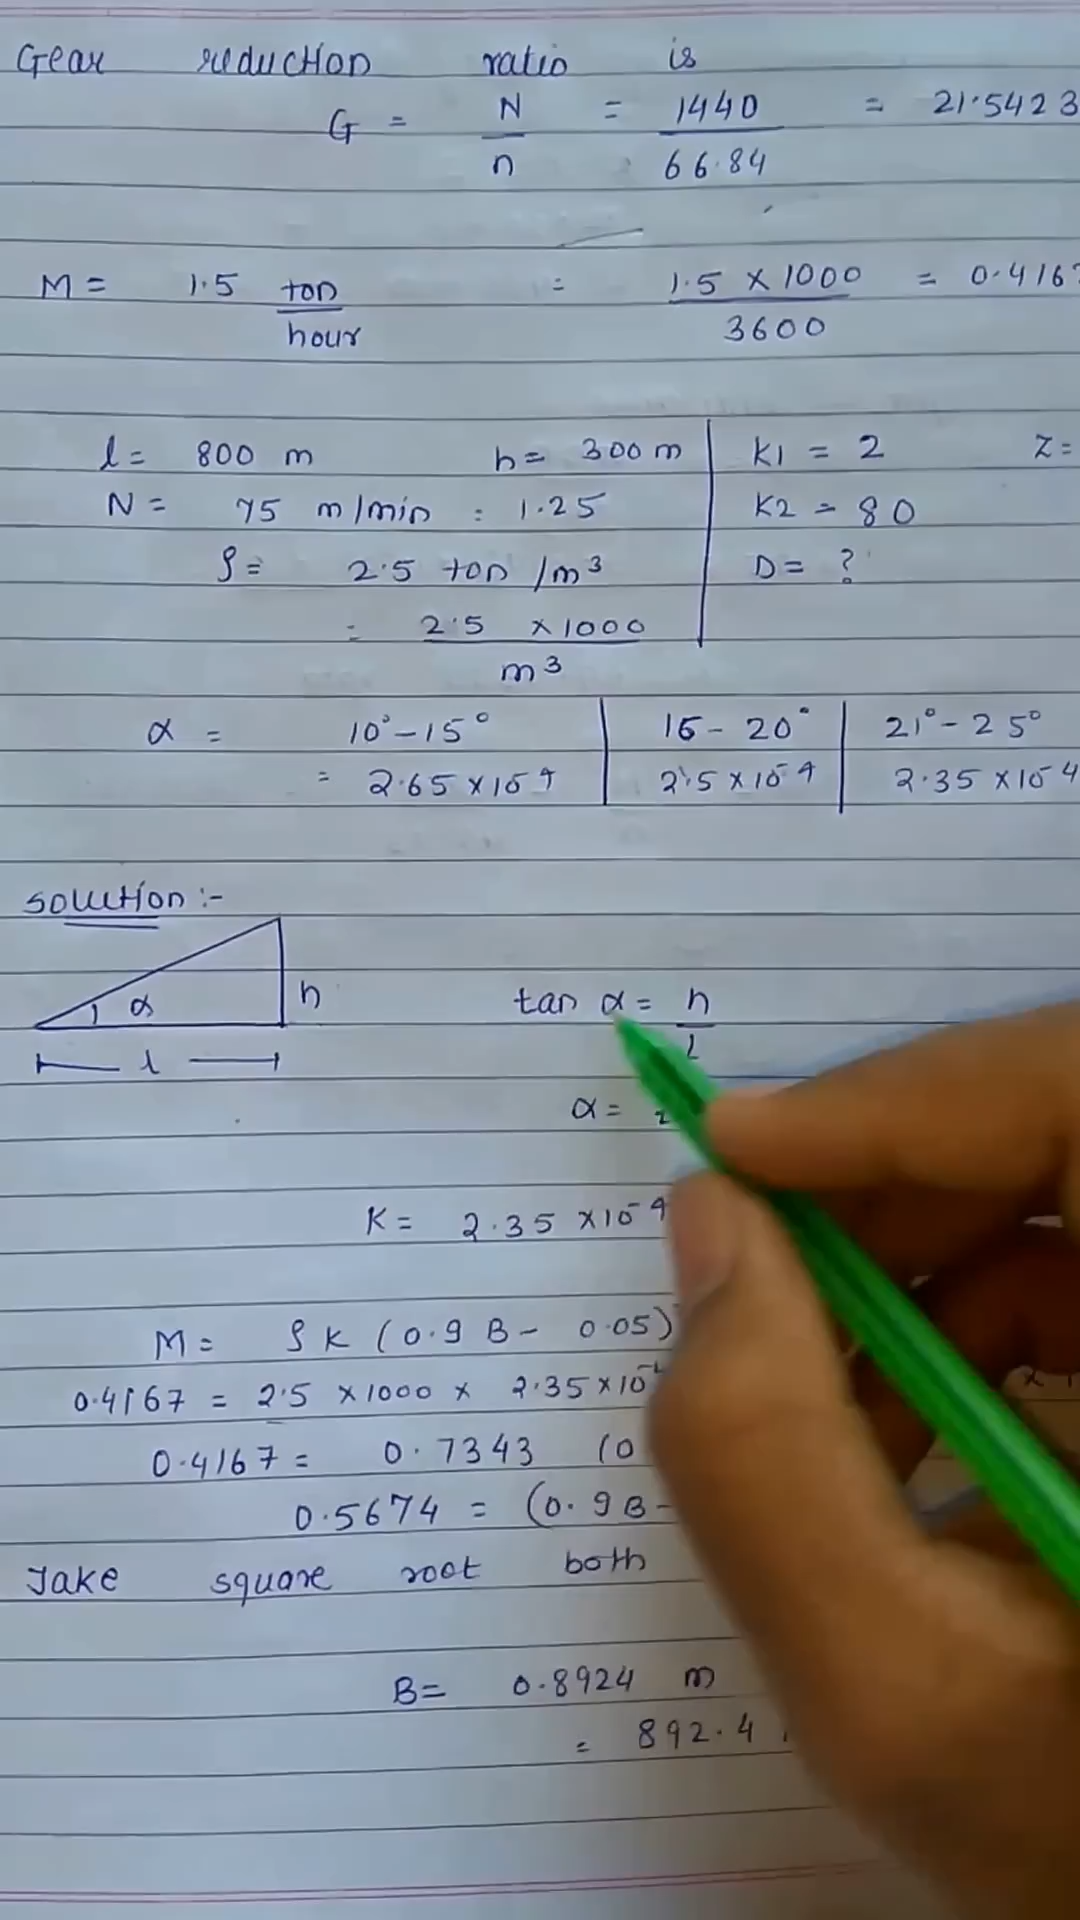 Gear reduction ratio is
G = N/n = 1440/66.84 = 21.5423
M = 1.5 ton/hour = 1.5 × 1000/3600 = 0.416
l = 800 m h = 300 m K1 = 2 Z =
N = 75 m/min = 1.25 K2 = 80
ρ = 2.5 ton/m³ D = ?
= 2.5 × 1000/m³
α = 10° - 15° 16 - 20° 21° - 25°
= 2.65 × 10⁻⁴ 2.5 × 10⁻⁴ 2.35 × 10⁻⁴
Solution :-
α h tan α = h/l
l
α =
K = 2.35 × 10⁻⁴
M = ρ K (0.9 B - 0.05)
0.4167 = 2.5 × 1000 × 2.35 × 10
0.4167 = 0.7343 (0
0.5674 = (0.9 B -
Take square root both
B = 0.8924 m
= 892.4